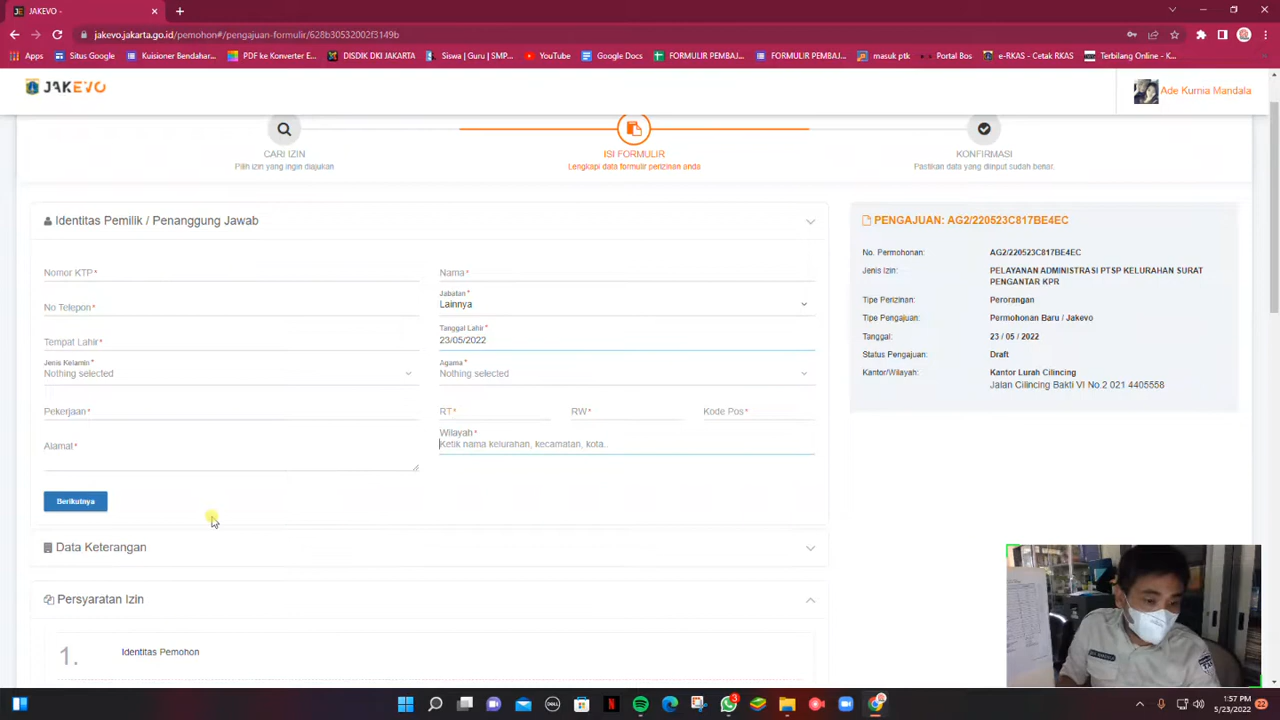 JAKEVO -
jakevo.jakarta.go.id/pemohon#/pengajuan-formulir/628b30532002f3149b
Apps Situs Google Kuisioner Bendahar... PDF ke Konverter E... DISDIK DKI JAKARTA Siswa | Guru | SMP... YouTube Google Docs FORMULIR PEMBAJ... FORMULIR PEMBAJ... masuk ptk Portal Bos e-RKAS - Cetak RKAS Terbilang Online - K...
JAKEVO
Ade Kurnia Mandala
CARI IZIN
Pilih izin yang ingin diajukan
ISI FORMULIR
Lengkapi data formulir perizinan anda
KONFIRMASI
Pastikan data yang diinput sudah benar.
Identitas Pemilik / Penanggung Jawab
Nomor KTP*
Nama*
No Telepon*
Jabatan*
Lainnya
Tempat Lahir*
Tanggal Lahir*
23/05/2022
Jenis Kelamin*
Nothing selected
Agama*
Nothing selected
Pekerjaan*
RT* RW* Kode Pos*
Alamat*
Wilayah*
Ketik nama kelurahan, kecamatan, kota..
Berikutnya
Data Keterangan
Persyaratan Izin
1. Identitas Pemohon
PENGAJUAN: AG2/220523C817BE4EC
No. Permohonan: AG2/220523C817BE4EC
Jenis Izin: PELAYANAN ADMINISTRASI PTSP KELURAHAN SURAT
PENGANTAR KPR
Tipe Perizinan: Perorangan
Tipe Pengajuan: Permohonan Baru / Jakevo
Tanggal: 23 / 05 / 2022
Status Pengajuan: Draft
Kantor/Wilayah: Kantor Lurah Cilincing
Jalan Cilincing Bakti VI No.2 021 4405558
DELL
3
1:57 PM
5/23/2022
22